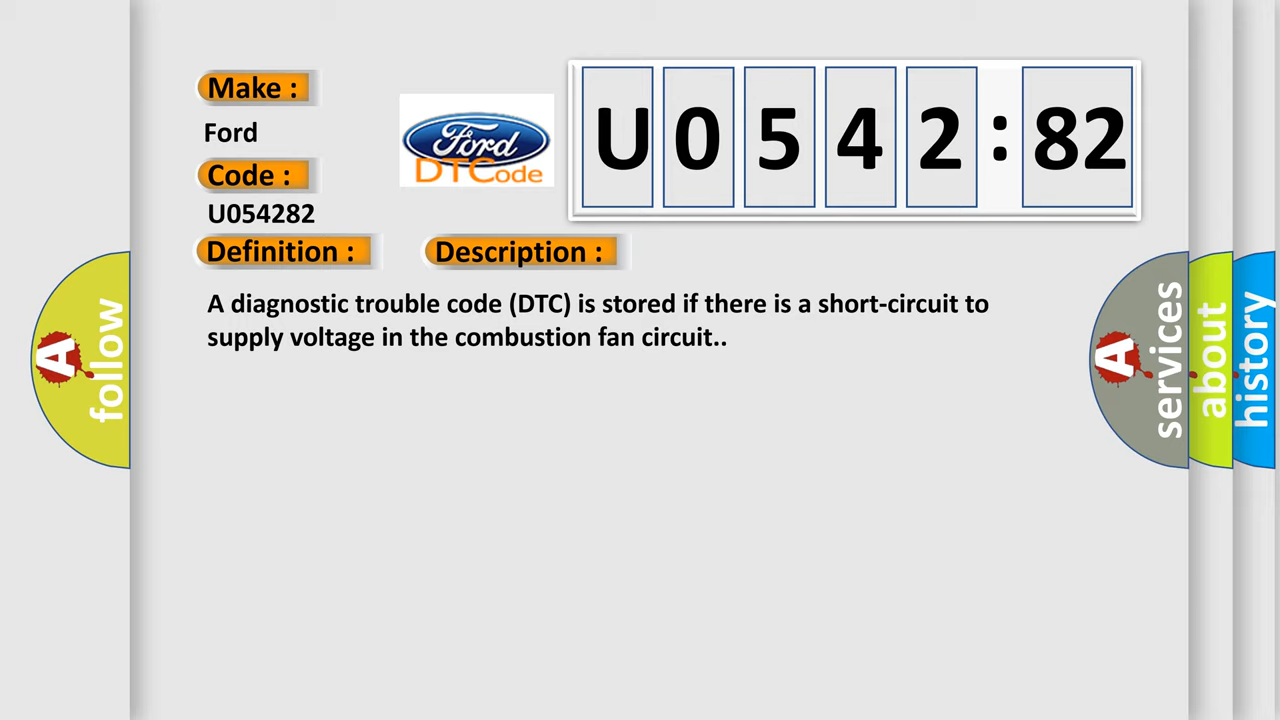 Make :
Ford
Code :
U054282
Ford
DTCode
U0542:82
Definition :
Description :
A diagnostic trouble code (DTC) is stored if there is a short-circuit to
supply voltage in the combustion fan circuit..
A follow
A services
about
history